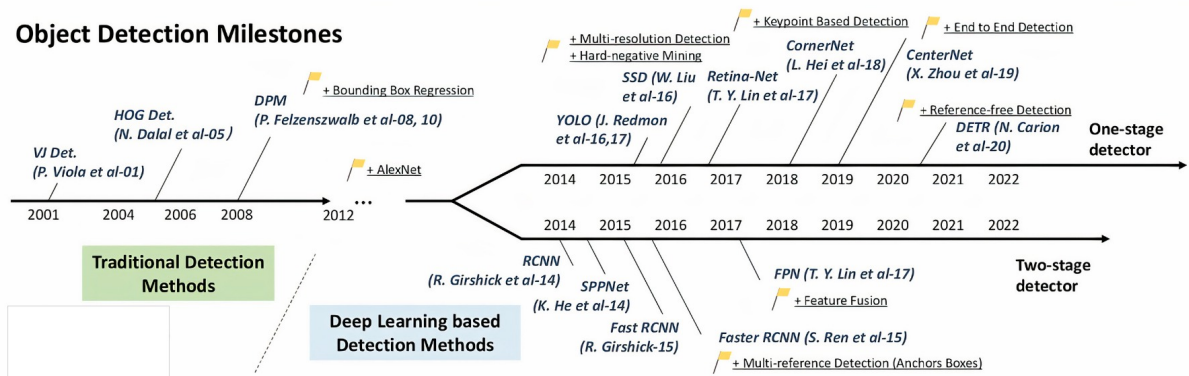 Object Detection Milestones
+ Multi-resolution Detection
+ Hard-negative Mining
+ Keypoint Based Detection
+ End to End Detection
+ Bounding Box Regression
VJ Det.
(P. Viola et-01)
HOG Det.
(N. Dalal et-05)
DPM
(P. Felzenszwalb et-08, 10)
+ AlexNet
YOLO (J. Redmon
et al-16,17)
SSD (W. Liu
et al-16)
Retina-Net
(T. Y. Lin et al-17)
CornerNet
(L. Hei et al-18)
CenterNet
(X. Zhou et al-19)
+ Reference-free Detection
DETR (N. Carion
et al-20)
One-stage
detector
2014 2015 2016 2017 2018 2019 2020 2021 2022
2001 2004 2006 2008 2012 ...
2014 2015 2016 2017 2018 2019 2020 2021 2022
Two-stage
detector
Traditional Detection
Methods
Deep Learning based
Detection Methods
RCNN
(R. Girshick et al-14)
SPPNet
(K. He et al-14)
Fast RCNN
(R. Girshick-15)
Faster RCNN (S. Ren et al-15)
+ Multi-reference Detection (Anchors Boxes)
FPN (T. Y. Lin et al-17)
+ Feature Fusion